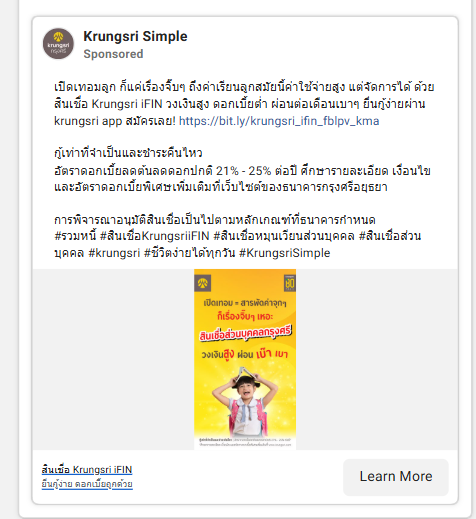 Krungsri Simple
Sponsored
krungsri
กรุงศรี
เปิดเทอมลูก ก็แค่เรื่องจิ๊บๆ ถึงค่าเรียนลูกสมัยนี้ค่าใช้จ่ายสูง แต่จัดการได้ ด้วย
สินเชื่อ Krungsri iFIN วงเงินสูง ดอกเบี้ยต่ำ ผ่อนต่อเดือนเบาๆ ยื่นกู้ง่ายผ่าน
krungsri app สมัครเลย! https://bit.ly/krungsri_ifin_fblpv_kma
กู้เท่าที่จำเป็นและชำระคืนไหว
อัตราดอกเบี้ยลดต้นลดดอกปกติ 21% - 25% ต่อปี ศึกษารายละเอียด เงื่อนไข
และอัตราดอกเบี้ยพิเศษเพิ่มเติมที่เว็บไซต์ของธนาคารกรุงศรีอยุธยา
การพิจารณาอนุมัติสินเชื่อเป็นไปตามหลักเกณฑ์ที่ธนาคารกำหนด
#รวมหนี้ #สินเชื่อKrungsriiFIN #สินเชื่อหมุนเวียนส่วนบุคคล #สินเชื่อส่วน
บุคคล #krungsri #ชีวิตง่ายได้ทุกวัน #KrungsriSimple
เปิดเทอม = สารพัดค่าจุกๆ
ก็เรื่องจิ๊บๆ เหอะ
สินเชื่อส่วนบุคคลกรุงศรี
วงเงินสูง ผ่อน เบ๊า เบา
สินเชื่อ Krungsri iFIN
ยื่นกู้ง่าย ดอกเบี้ยถูกด้วย
Learn More